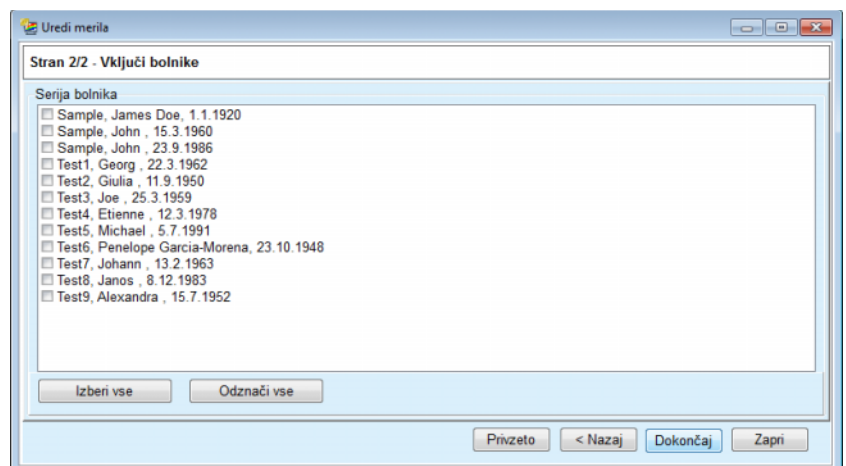 Uredi merila
Stran 2/2 - Vključi bolnike
Serija bolnika
Sample, James Doe, 1.1.1920
Sample, John , 15.3.1960
Sample, John , 23.9.1986
Test1, Georg , 22.3.1962
Test2, Giulia , 11.9.1950
Test3, Joe , 25.3.1959
Test4, Etienne , 12.3.1978
Test5, Michael , 5.7.1991
Test6, Penelope Garcia-Morena, 23.10.1948
Test7, Johann , 13.2.1963
Test8, Janos , 8.12.1983
Test9, Alexandra , 15.7.1952
Izberi vse Odznači vse
Privzeto < Nazaj Dokončaj Zapri